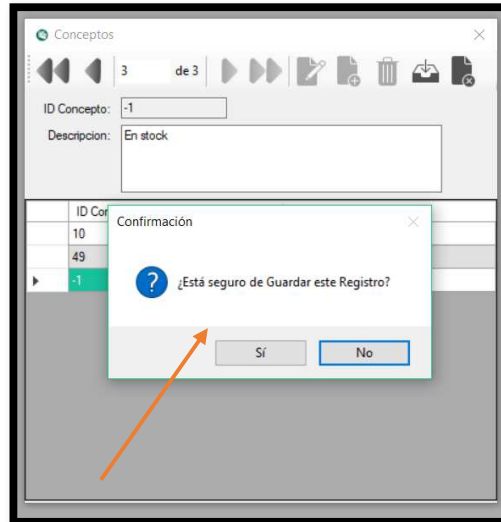 Conceptos
3 de 3
ID Concepto: -1
Descripcion: En stock
ID Con
10
49
-1
Confirmación
¿Está seguro de Guardar este Registro?
Sí No